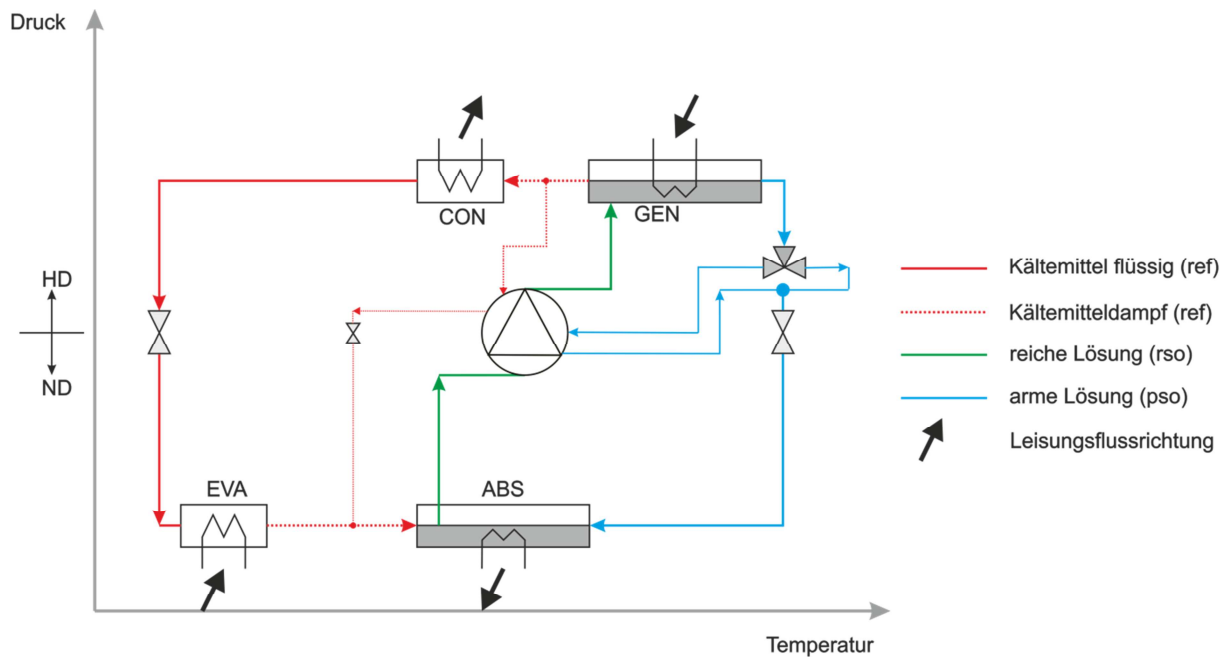 Druck
CON
GEN
HD
ND
Kältemittel flüssig (ref)
Kältemitteldampf (ref)
reiche Lösung (rso)
arme Lösung (pso)
Leisungsflussrichtung
EVA
ABS
Temperatur